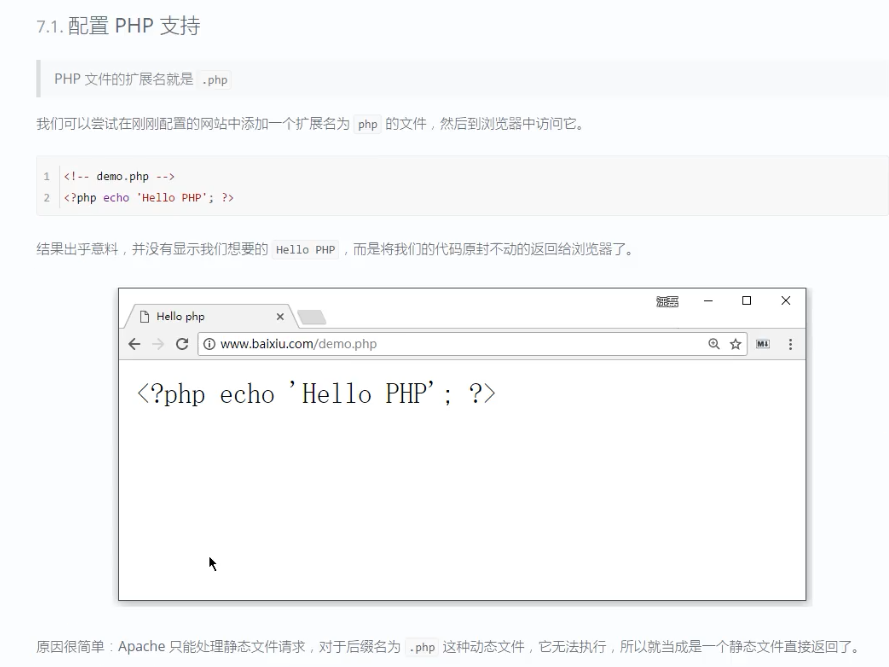 7.1. 配置 PHP 支持
PHP 文件的扩展名就是 .php
我们可以尝试在刚刚配置的网站中添加一个扩展名为 php 的文件，然后到浏览器中访问它。
1 <!-- demo.php -->
2 <?php echo 'Hello PHP'; ?>
结果出乎意料，并没有显示我们想要的 Hello PHP ，而是将我们的代码原封不动的返回给浏览器了。
Hello php
www.baixiu.com/demo.php
M↓
<?php echo 'Hello PHP'; ?>
原因很简单：Apache 只能处理静态文件请求，对于后缀名为 .php 这种动态文件，它无法执行，所以就当成是一个静态文件直接返回了。